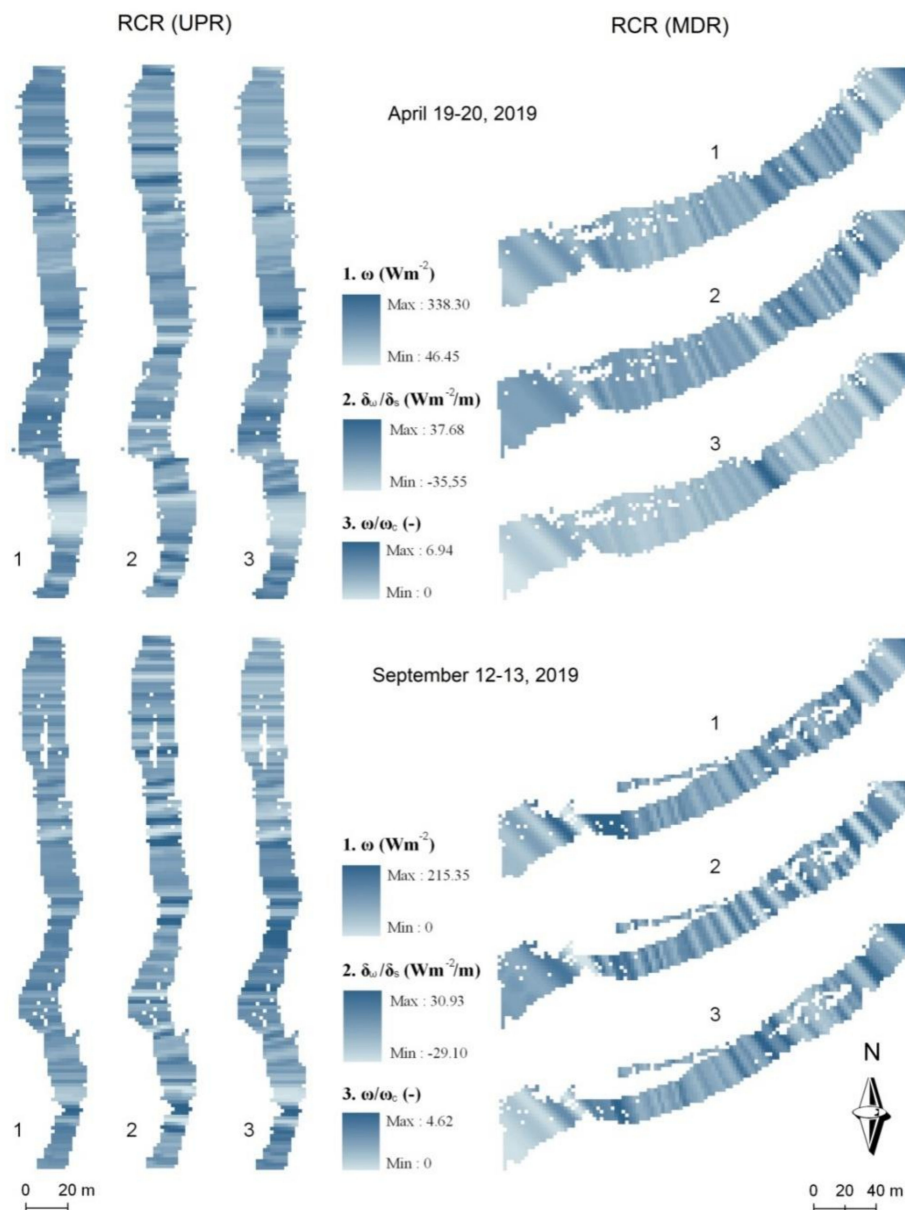 RCR (UPR)
RCR (MDR)
April 19-20, 2019
1
1. ω (Wm⁻²)
Max : 338.30
Min : 46.45
2
2. δω/δs (Wm⁻²/m)
Max : 37.68
Min : -35,55
3
3. ω/ωc (-)
Max : 6.94
Min : 0
1 2 3
September 12-13, 2019
1
1. ω (Wm⁻²)
Max : 215.35
Min : 0
2
2. δω/δs (Wm⁻²/m)
Max : 30.93
Min : -29.10
3
3. ω/ωc (-)
Max : 4.62
Min : 0
N
1 2 3
0 20 m
0 20 40 m